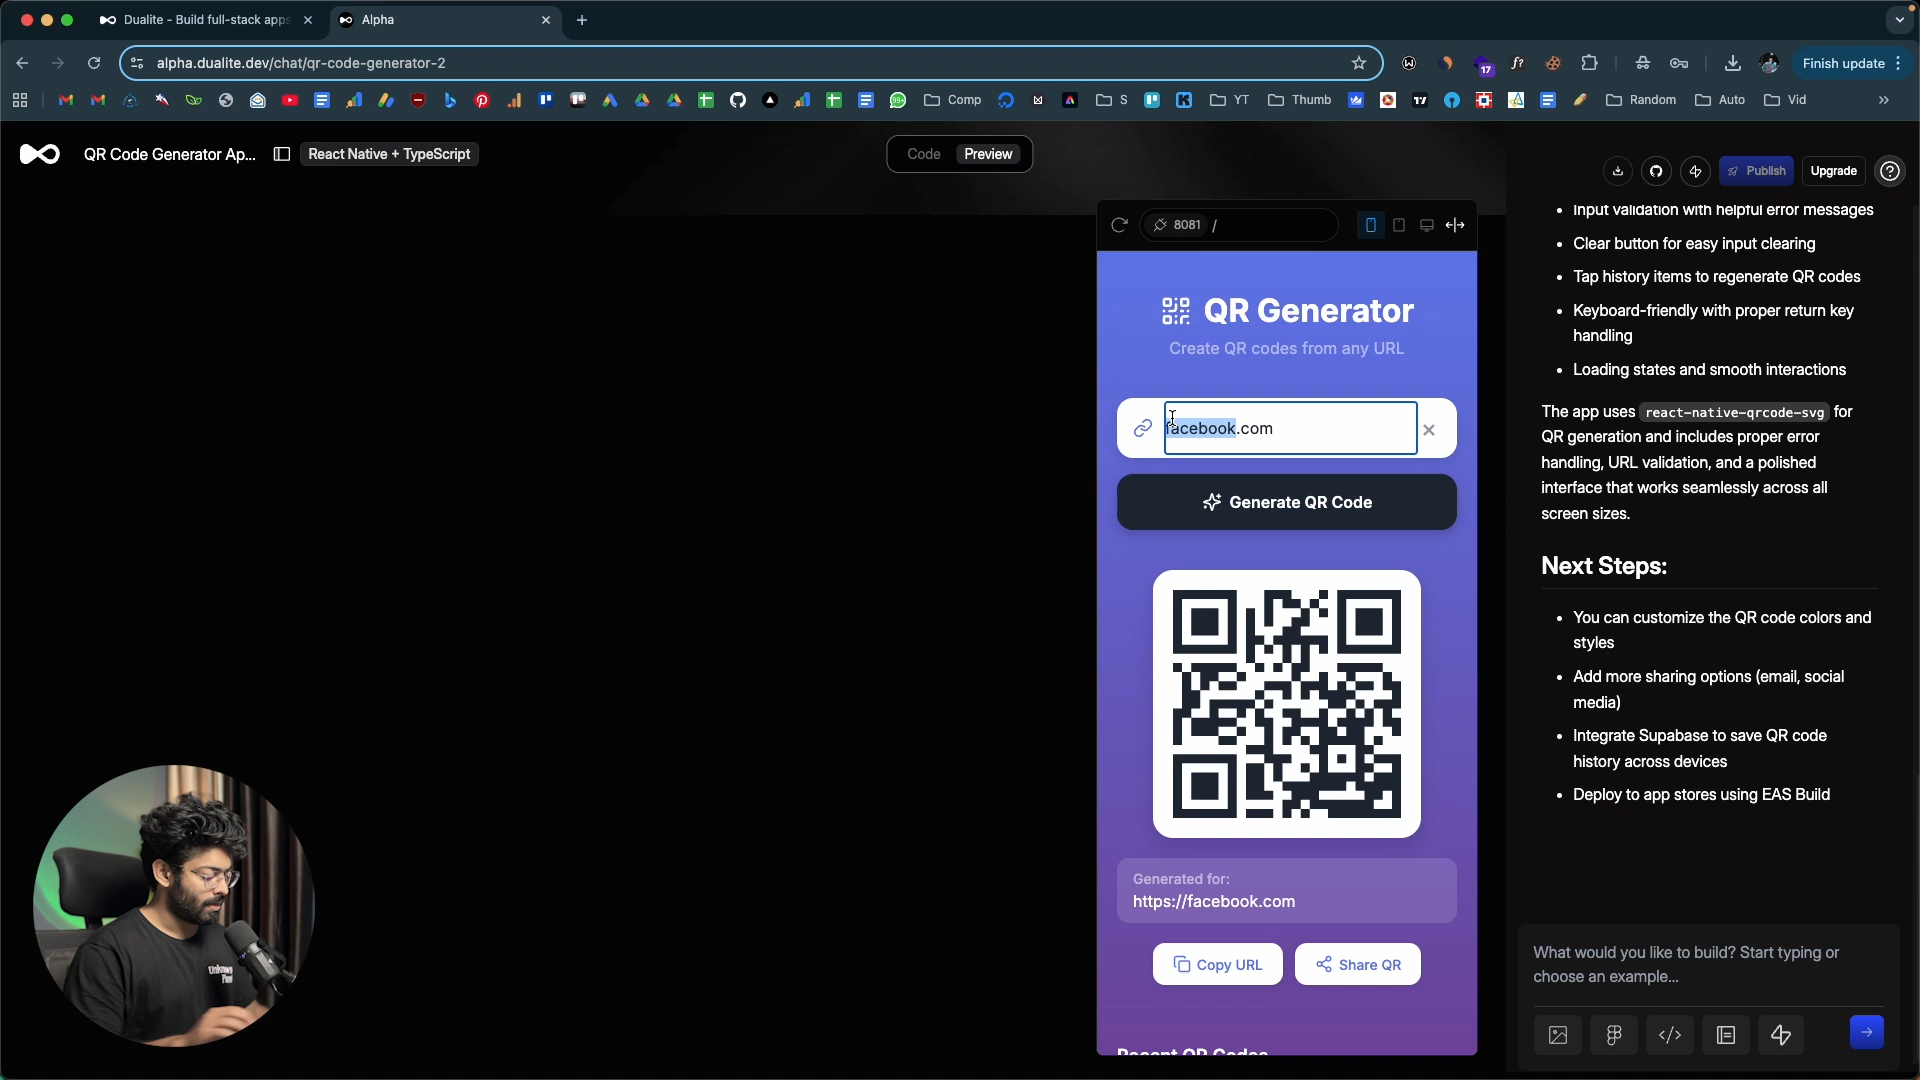 Dualite - Build full-stack apps
Alpha
alpha.dualite.dev/chat/qr-code-generator-2
17
Finish update
99+
Comp
S
YT
Thumb
Random
Auto
Vid
QR Code Generator Ap...
React Native + TypeScript
Code
Preview
Publish
Upgrade
8081 /
QR Generator
Create QR codes from any URL
facebook.com
Generate QR Code
Generated for:
https://facebook.com
Copy URL
Share QR
Recent QR Codes
• Input validation with helpful error messages
• Clear button for easy input clearing
• Tap history items to regenerate QR codes
• Keyboard-friendly with proper return key
handling
• Loading states and smooth interactions
The app uses react-native-qrcode-svg for
QR generation and includes proper error
handling, URL validation, and a polished
interface that works seamlessly across all
screen sizes.
Next Steps:
• You can customize the QR code colors and
styles
• Add more sharing options (email, social
media)
• Integrate Supabase to save QR code
history across devices
• Deploy to app stores using EAS Build
What would you like to build? Start typing or
choose an example...